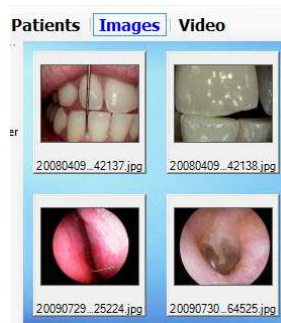 Patients Images Video
er
20080409...42137.jpg 20080409...42138.jpg
20090729...25224.jpg 20090730...64525.jpg